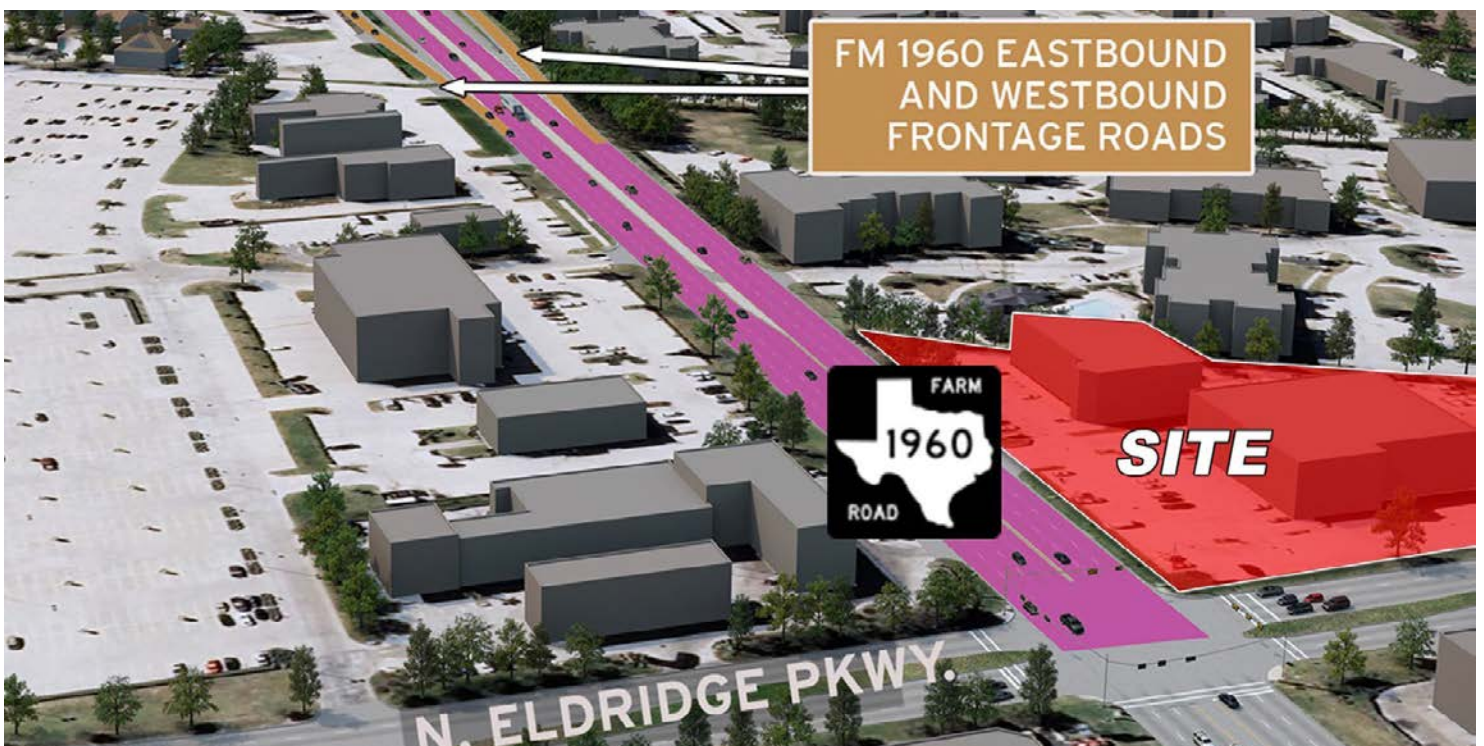 FM 1960 EASTBOUND
AND WESTBOUND
FRONTAGE ROADS
FARM
1960
ROAD
SITE
N. ELDRIDGE PKWY.